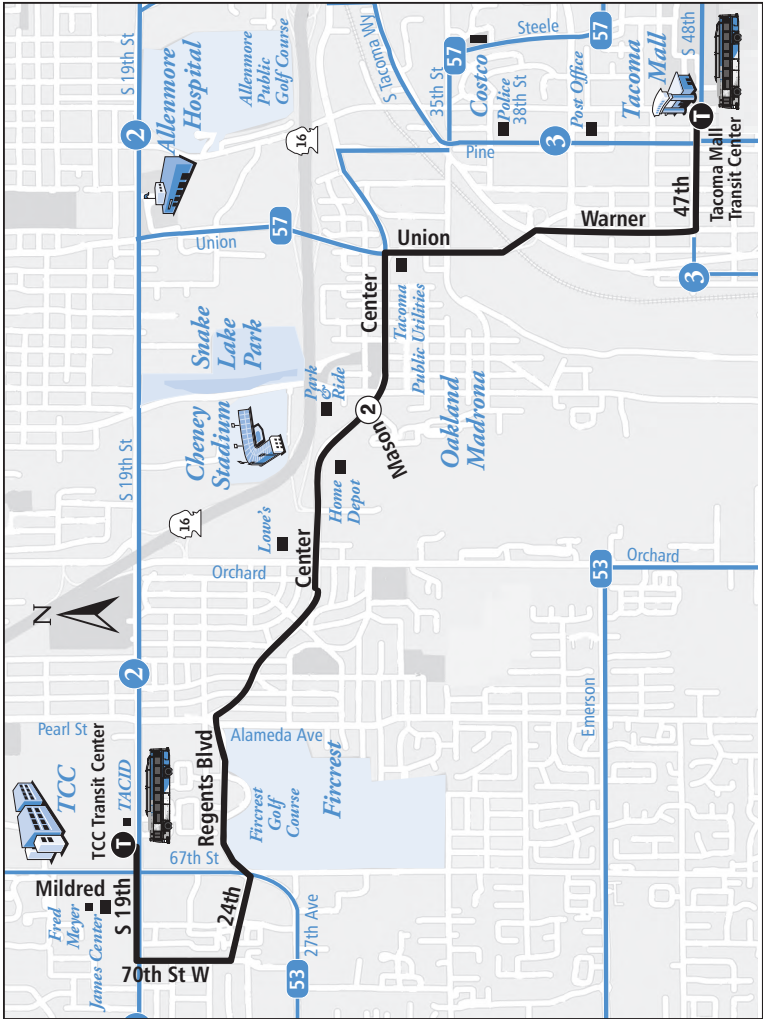 S 19th St
2
Allenmore
Hospital
Allenmore
Public
Golf Course
16
S Tacoma Wy
35th St
57
Steele
57
Costco
Police
38th St
Post Office
Tacoma
Mall
S 48th
T
Tacoma Mall
Transit Center
3
Pine
47th
Warner
Union
57
Union
3
Center
Tacoma
Public Utilities
Snake
Lake
Park
Park
&
Ride
2
Mason
Oakland
Madrona
Cheney
Stadium
S 19th St
16
Lowe's
Home
Depot
Center
Orchard
53
Orchard
N
2
Pearl St
TCC Transit Center
TCC
TACID
T
Regents Blvd
Alameda Ave
Fircrest
Golf
Course
Fircrest
Emerson
67th St
Mildred
Fred
Meyer
James Center
S 19th
24th
70th St W
27th Ave
53
2